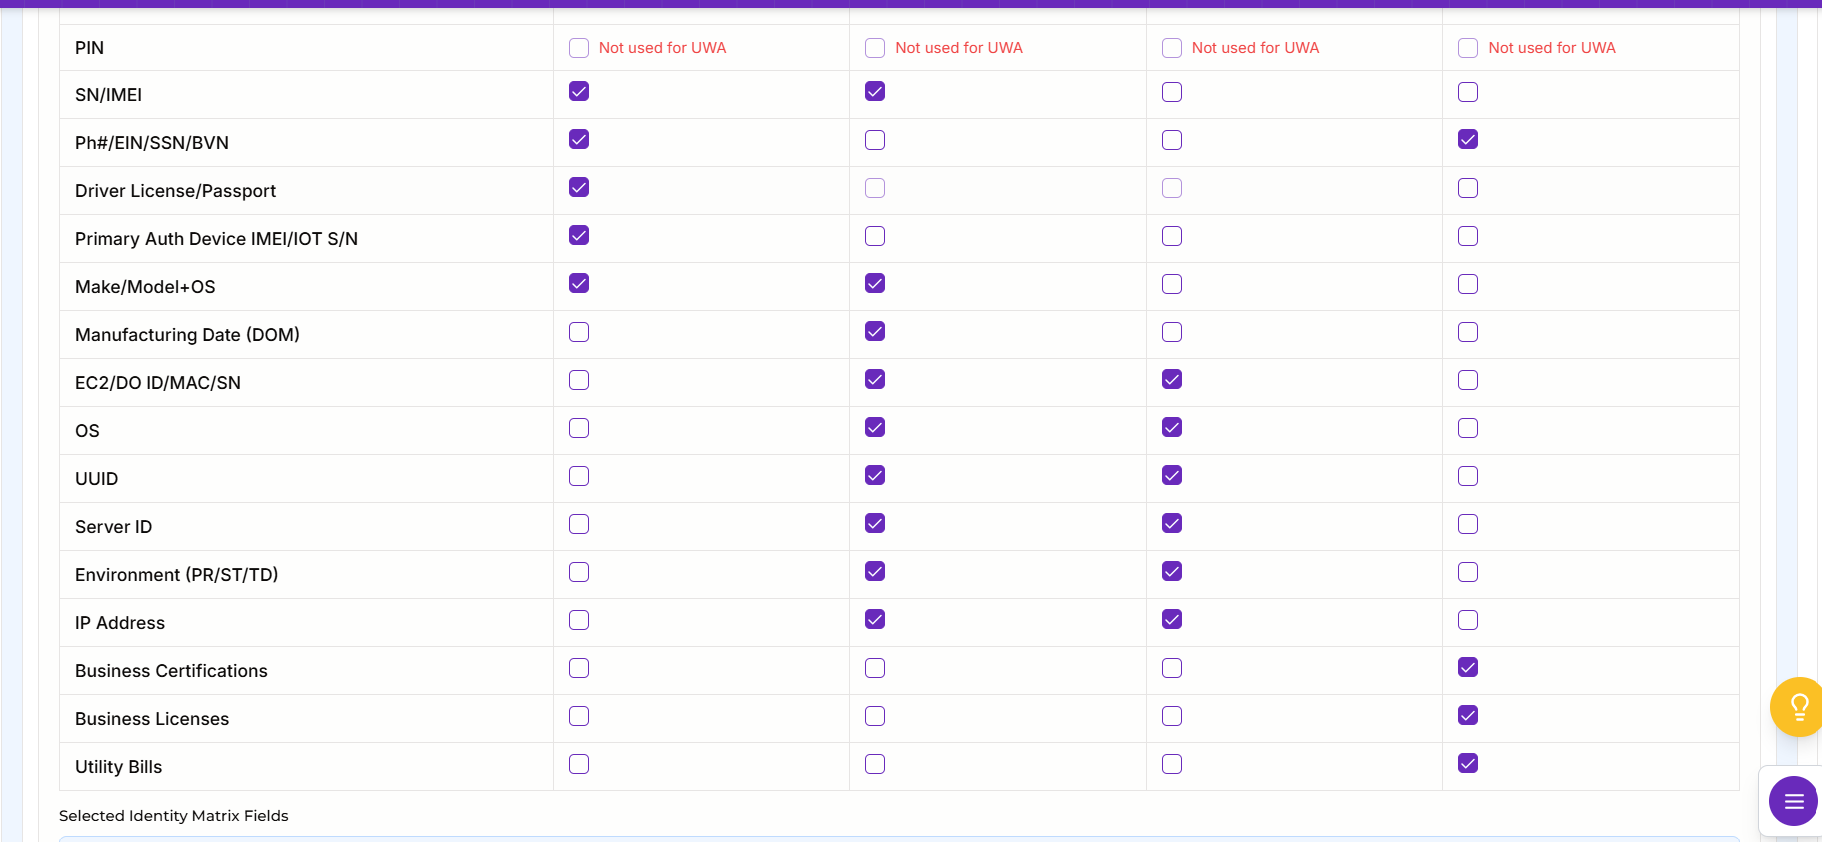 PIN Not used for UWA Not used for UWA Not used for UWA Not used for UWA
SN/IMEI
Ph#/EIN/SSN/BVN
Driver License/Passport
Primary Auth Device IMEI/IOT S/N
Make/Model+OS
Manufacturing Date (DOM)
EC2/DO ID/MAC/SN
OS
UUID
Server ID
Environment (PR/ST/TD)
IP Address
Business Certifications
Business Licenses
Utility Bills
Selected Identity Matrix Fields